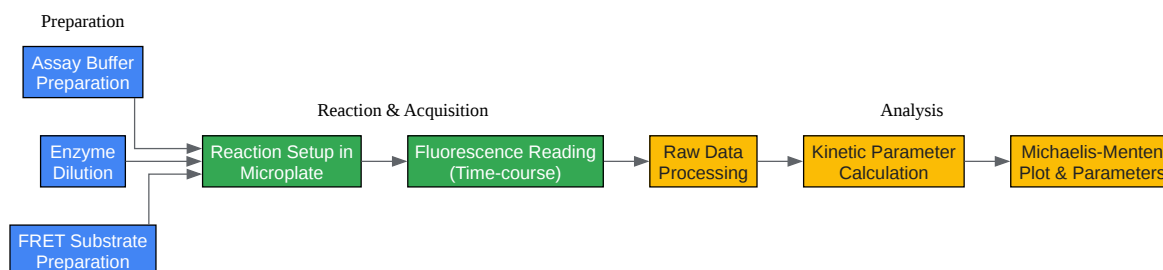 Preparation
Assay Buffer
Preparation
Enzyme
Dilution
FRET Substrate
Preparation
Reaction & Acquisition
Reaction Setup in
Microplate
Fluorescence Reading
(Time-course)
Analysis
Raw Data
Processing
Kinetic Parameter
Calculation
Michaelis-Menten
Plot & Parameters